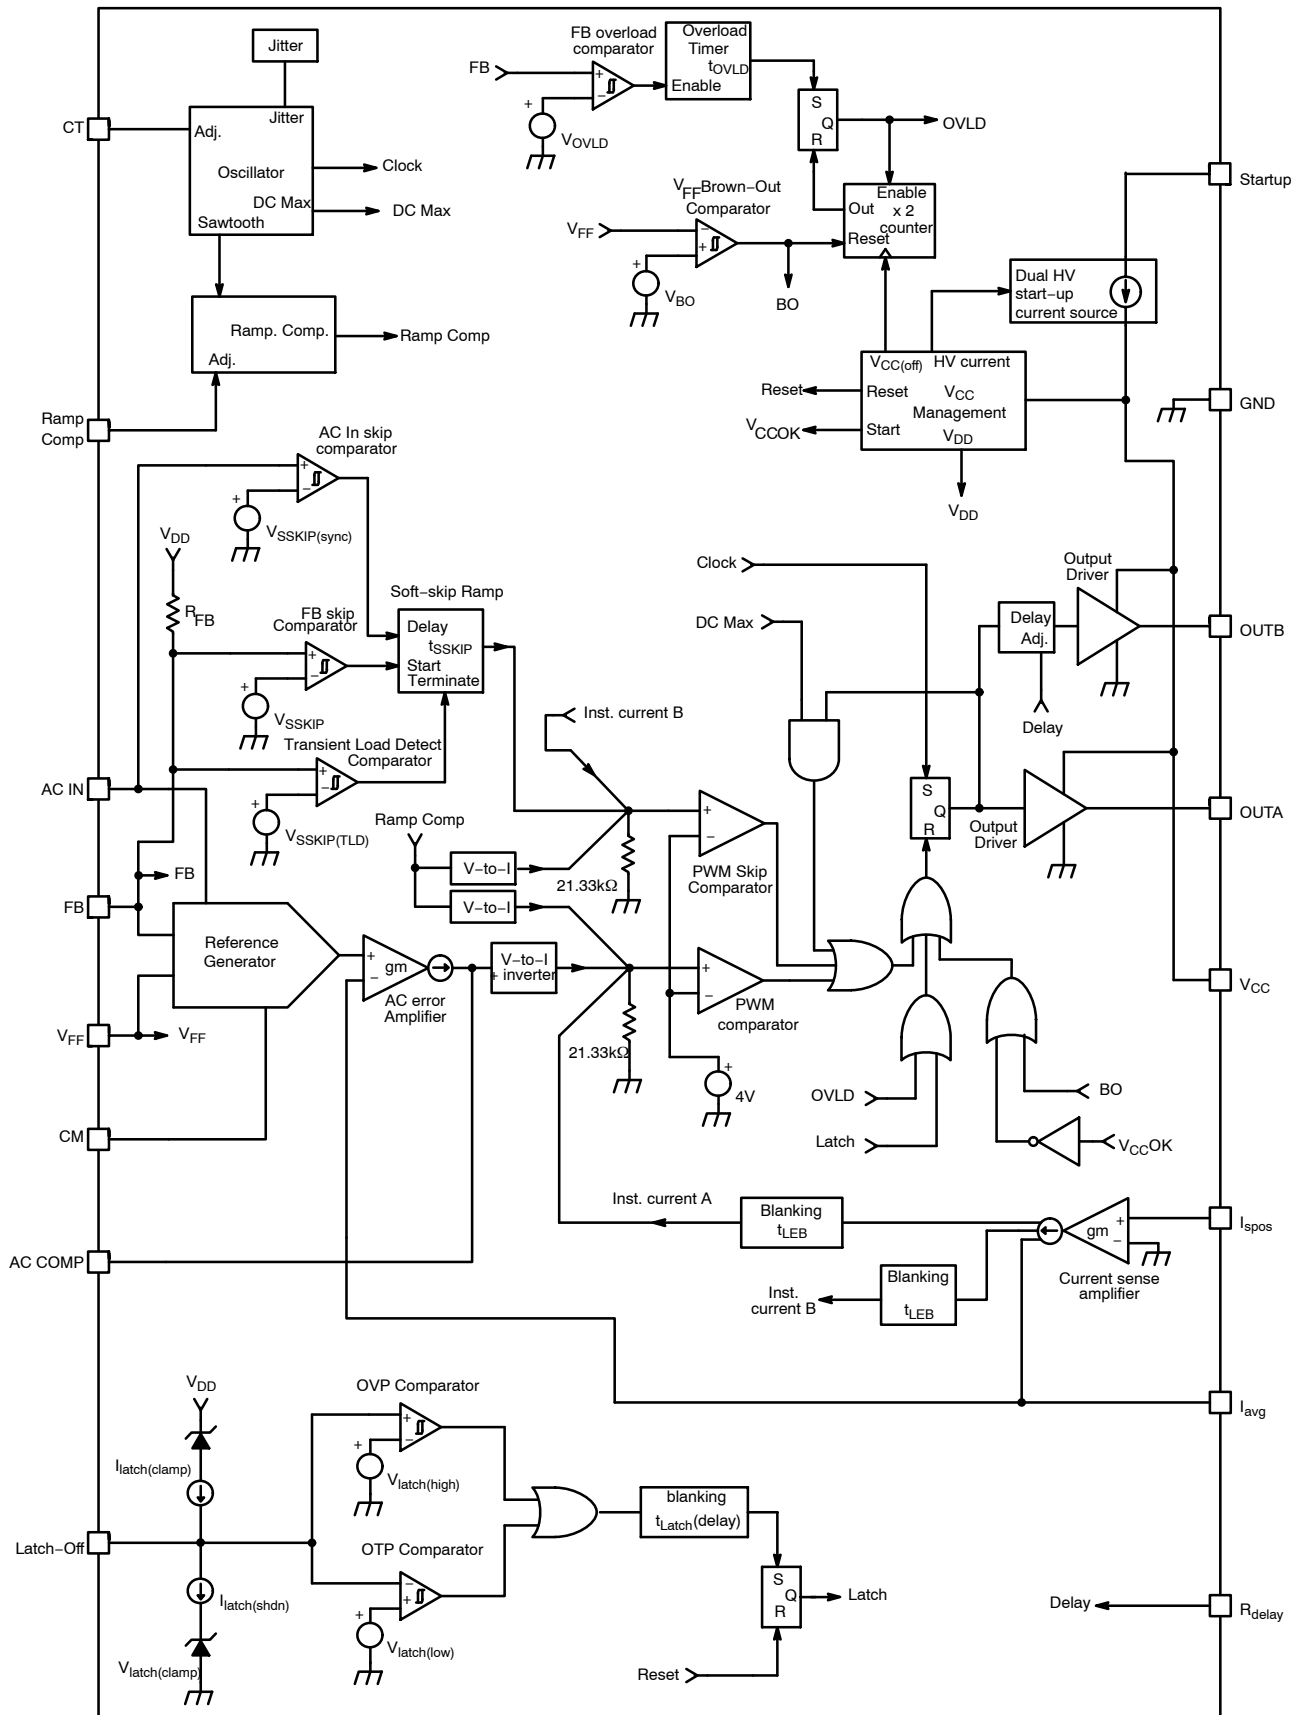 Jitter
CT
Adj.
Jitter
Oscillator
DC Max
Sawtooth
Clock
DC Max
Ramp. Comp.
Adj.
Ramp Comp
Ramp
Comp
FB overload
comparator
FB
+
−
+
VOVLD
Overload
Timer
tOVLD
Enable
S
Q
R
OVLD
VFF Brown−Out
Comparator
VFF
−
+
+
VBO
BO
Enable
x 2
counter
Out
Reset
Startup
Dual HV
start−up
current source
VCC(off)
HV current
Reset
VCC
Management
Start
VDD
Reset
VCCOK
VDD
GND
AC In skip
comparator
+
−
+
VSSKIP(sync)
VDD
RFB
FB skip
Comparator
+
−
+
VSSKIP
Soft−skip Ramp
Delay
tSSKIP
Start
Terminate
Transient Load Detect
Comparator
+
−
+
VSSKIP(TLD)
Clock
DC Max
Inst. current B
Output
Driver
Delay
Adj.
Delay
OUTB
AC IN
Ramp Comp
V−to−I
V−to−I
21.33kΩ
+
−
PWM Skip
Comparator
S
Q
R
Output
Driver
OUTA
FB
FB
Reference
Generator
+
−
gm
AC error
Amplifier
V−to−I
+ inverter
21.33kΩ
+
−
PWM
comparator
+
4V
VCC
VFF
VFF
CM
OVLD
Latch
BO
VCCOK
Inst. current A
Blanking
tLEB
gm
+
−
Current sense
amplifier
Ispos
AC COMP
Inst.
current B
Blanking
tLEB
Iavg
VDD
Ilatch(clamp)
Latch−Off
Ilatch(shdn)
Vlatch(clamp)
OVP Comparator
+
−
+
Vlatch(high)
OTP Comparator
−
+
+
Vlatch(low)
blanking
tLatch(delay)
S
Q
R
Latch
Reset
Delay
Rdelay